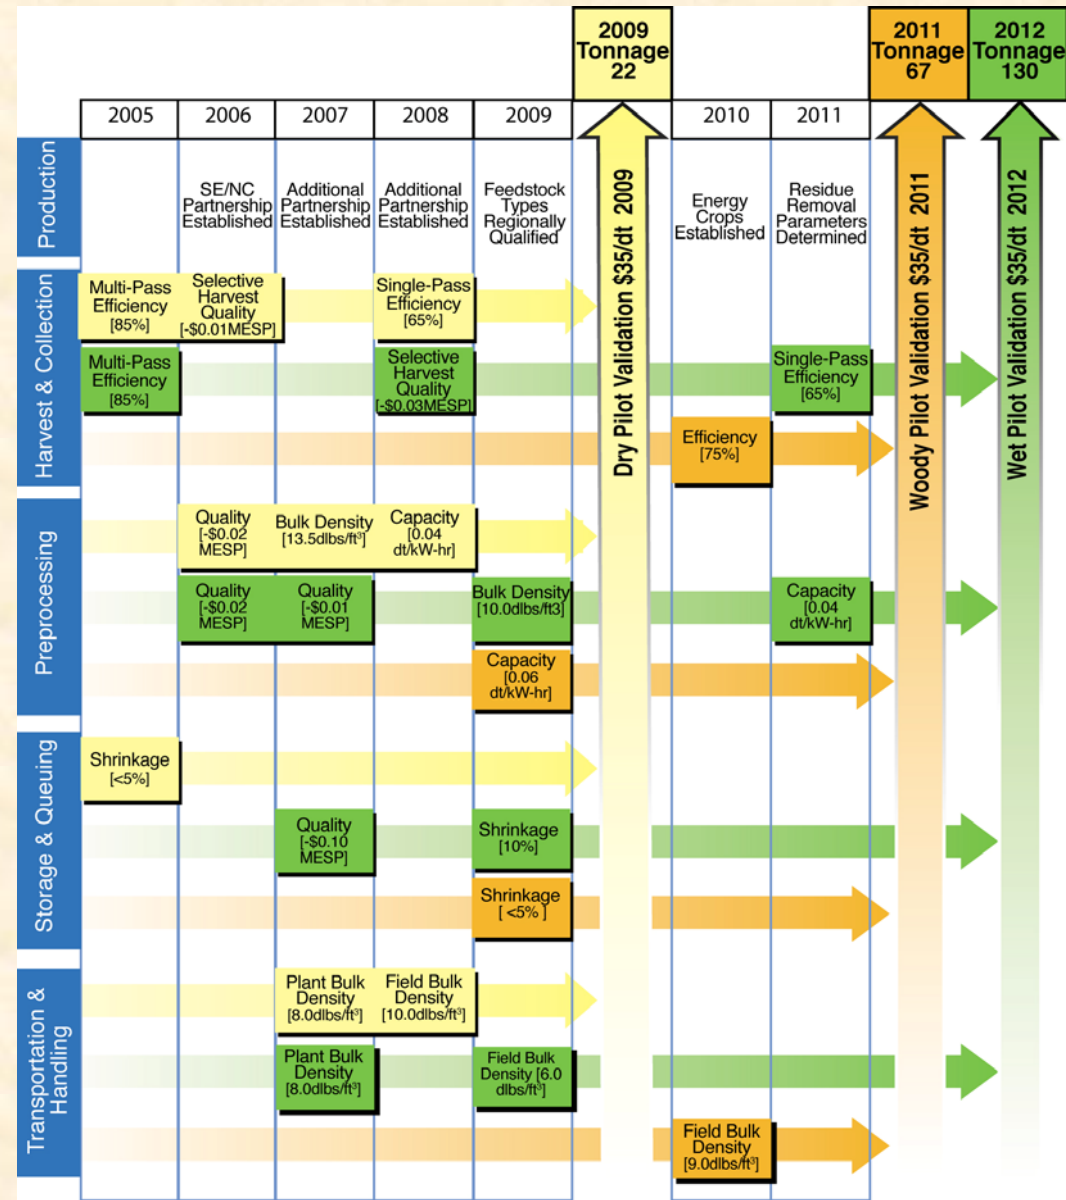 2009
Tonnage
22
2011
Tonnage
67
2012
Tonnage
130
2005
2006
2007
2008
2009
2010
2011
Production
SE/NC
Partnership
Established
Additional
Partnership
Established
Additional
Partnership
Established
Feedstock
Types
Regionally
Qualified
Energy
Crops
Established
Residue
Removal
Parameters
Determined
Dry Pilot Validation $35/dt 2009
Woody Pilot Validation $35/dt 2011
Wet Pilot Validation $35/dt 2012
Harvest & Collection
Multi-Pass
Efficiency
[85%]
Selective
Harvest
Quality
[-$0.01MESP]
Single-Pass
Efficiency
[65%]
Multi-Pass
Efficiency
[85%]
Selective
Harvest
Quality
[-$0.03MESP]
Single-Pass
Efficiency
[65%]
Efficiency
[75%]
Preprocessing
Quality
[-$0.02
MESP]
Bulk Density
[13.5dlbs/ft³]
Capacity
[0.04
dt/kW-hr]
Quality
[-$0.02
MESP]
Quality
[-$0.01
MESP]
Bulk Density
[10.0dlbs/ft3]
Capacity
[0.04
dt/kW-hr]
Capacity
[0.06
dt/kW-hr]
Storage & Queuing
Shrinkage
[<5%]
Quality
[-$0.10
MESP]
Shrinkage
[10%]
Shrinkage
[ <5% ]
Transportation &
Handling
Plant Bulk
Density
[8.0dlbs/ft³]
Field Bulk
Density
[10.0dlbs/ft³]
Plant Bulk
Density
[8.0dlbs/ft³]
Field Bulk
Density [6.0
dlbs/ft³]
Field Bulk
Density
[9.0dlbs/ft³]